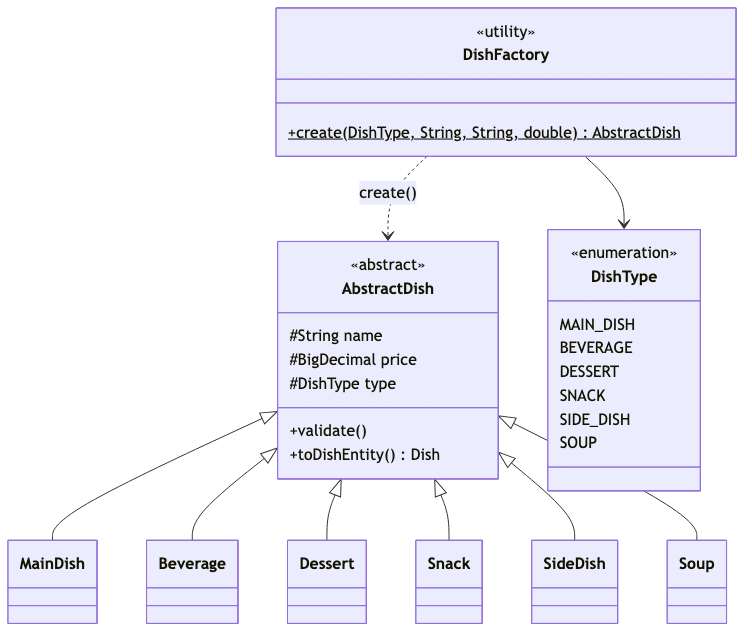 «utility»
DishFactory
+create(DishType, String, String, double) : AbstractDish
create()
«abstract»
AbstractDish
#String name
#BigDecimal price
#DishType type
+validate()
+toDishEntity() : Dish
«enumeration»
DishType
MAIN_DISH
BEVERAGE
DESSERT
SNACK
SIDE_DISH
SOUP
MainDish
Beverage
Dessert
Snack
SideDish
Soup